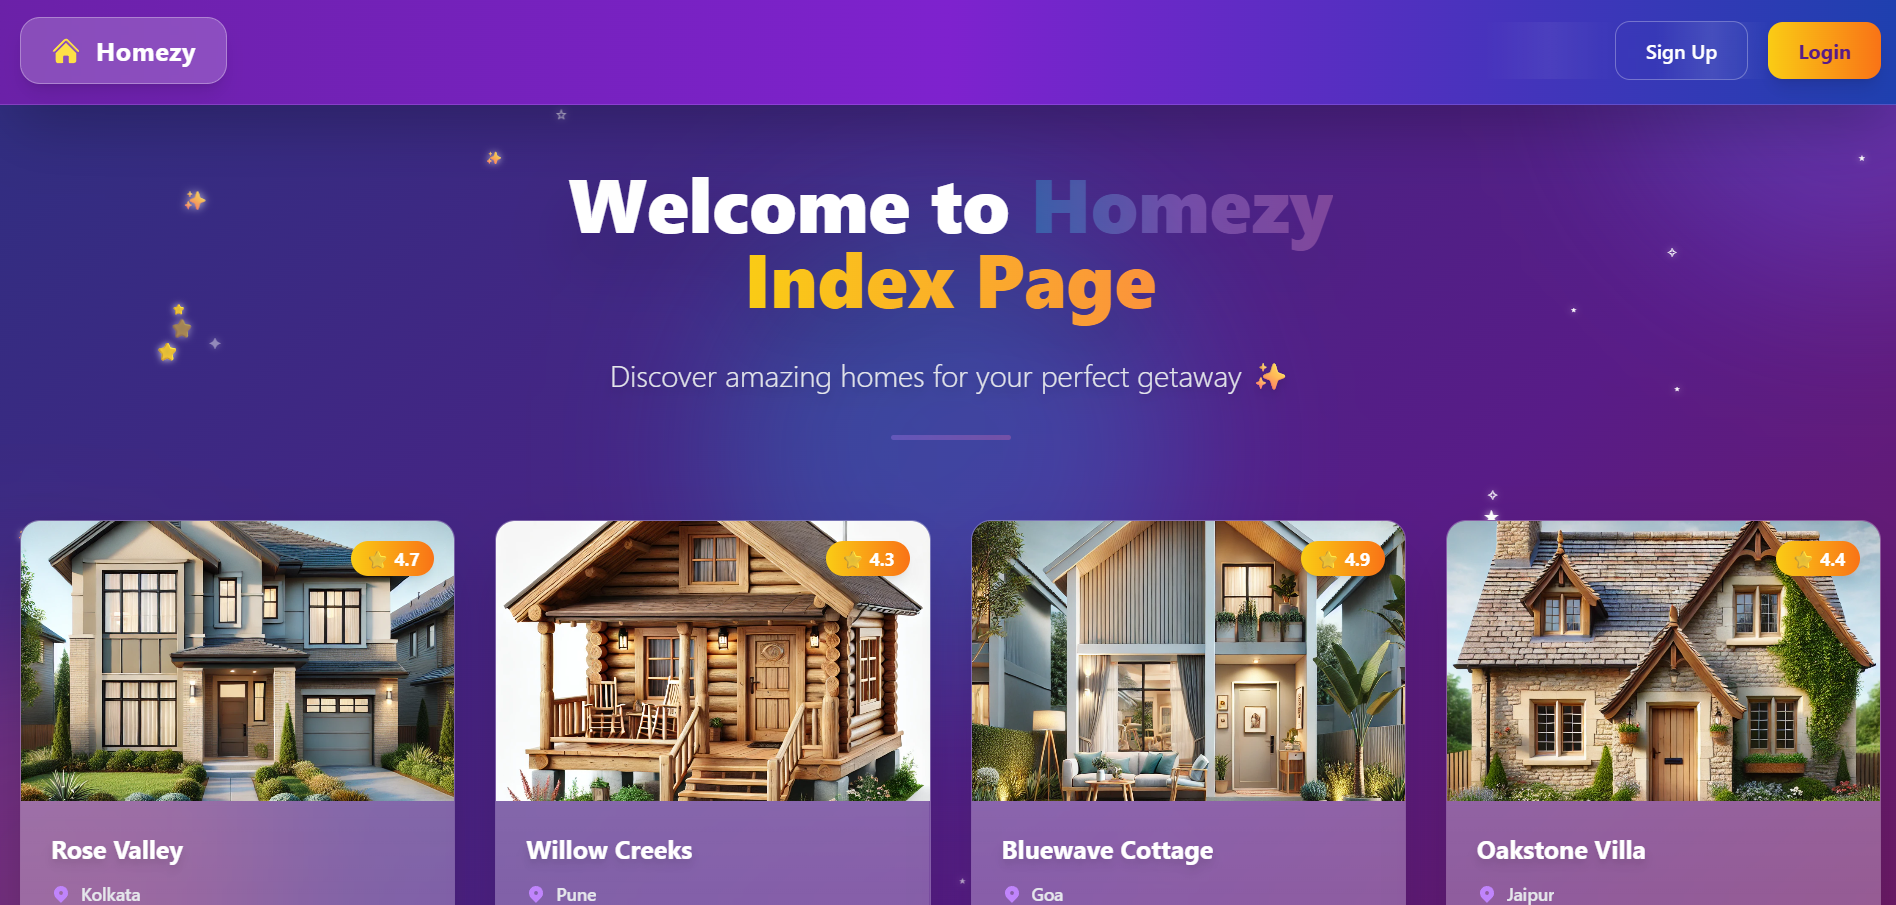 Homezy
Sign Up
Login
Welcome to Homezy
Index Page
Discover amazing homes for your perfect getaway ✨
4.7
4.3
4.9
4.4
Rose Valley
Willow Creeks
Bluewave Cottage
Oakstone Villa
Kolkata
Pune
Goa
Jaipur